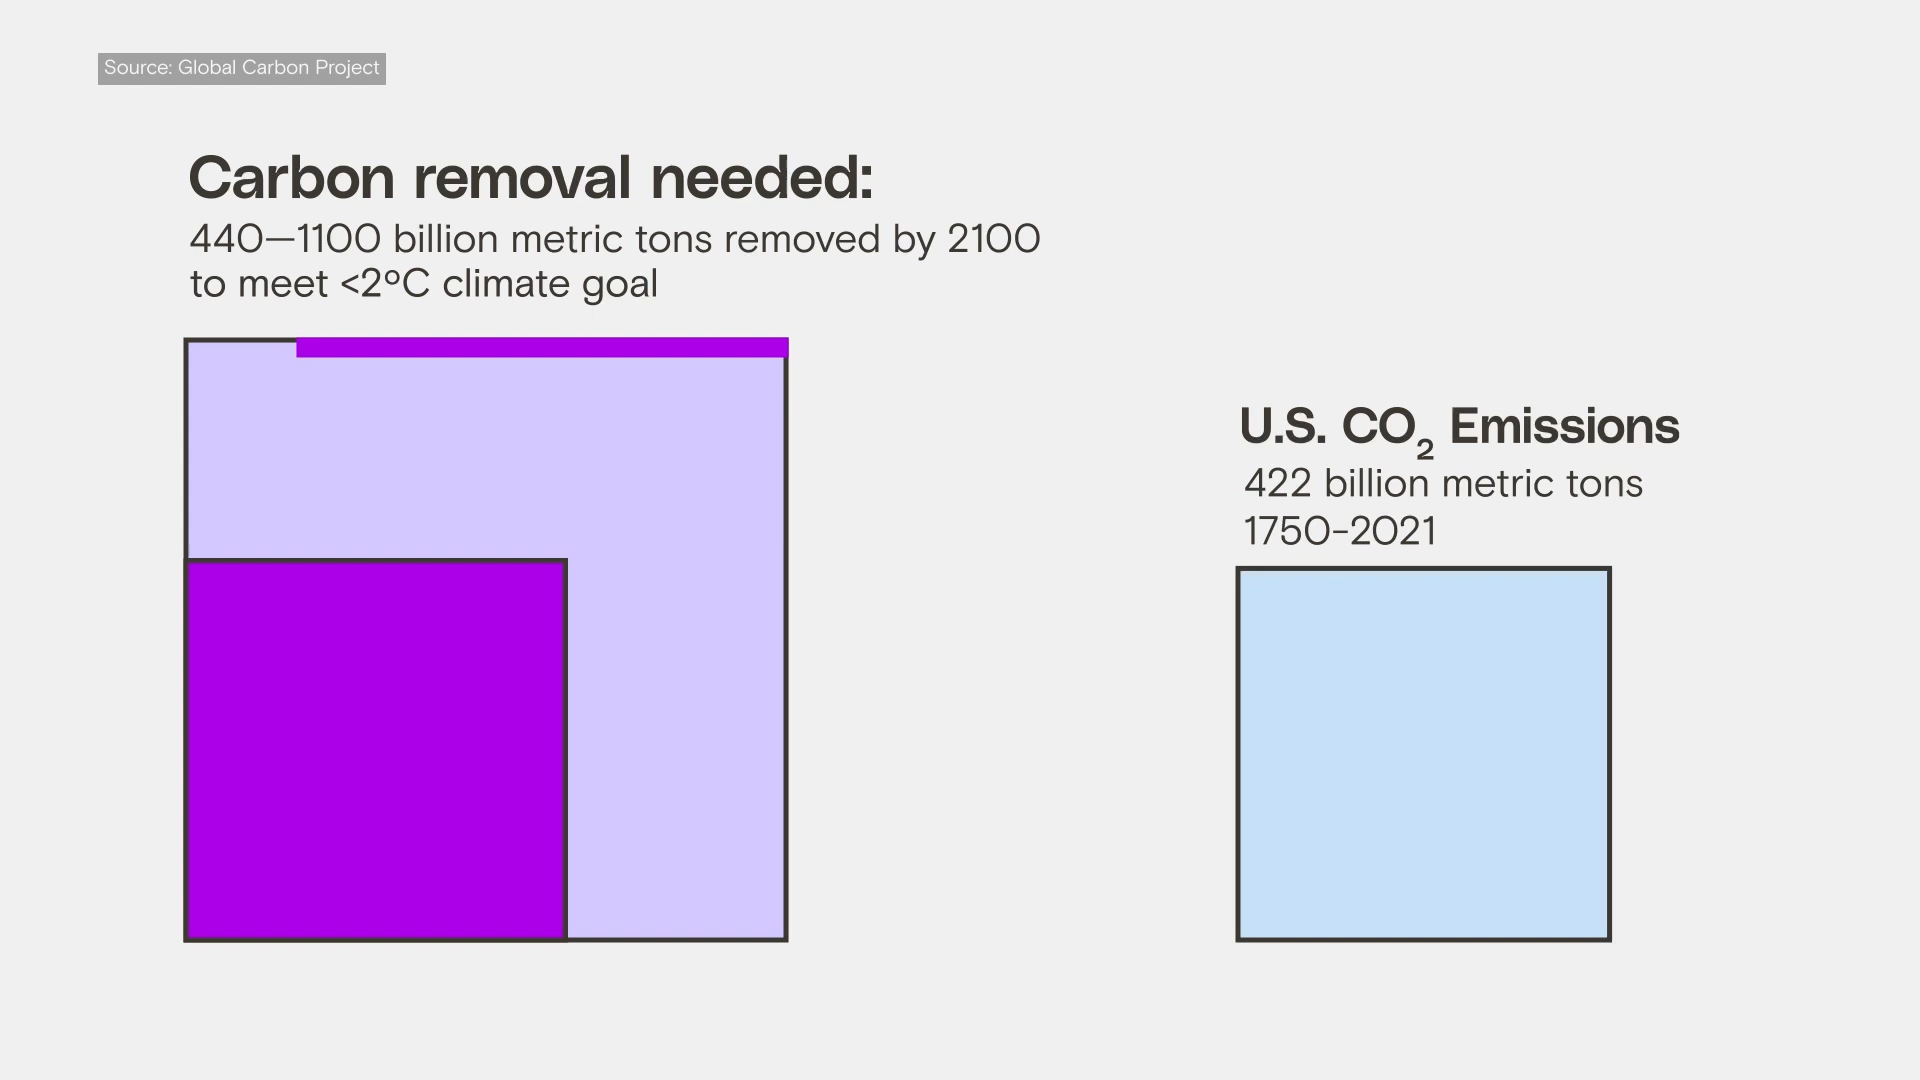 Source: Global Carbon Project
Carbon removal needed:
440—1100 billion metric tons removed by 2100
to meet <2°C climate goal
U.S. CO₂ Emissions
422 billion metric tons
1750-2021